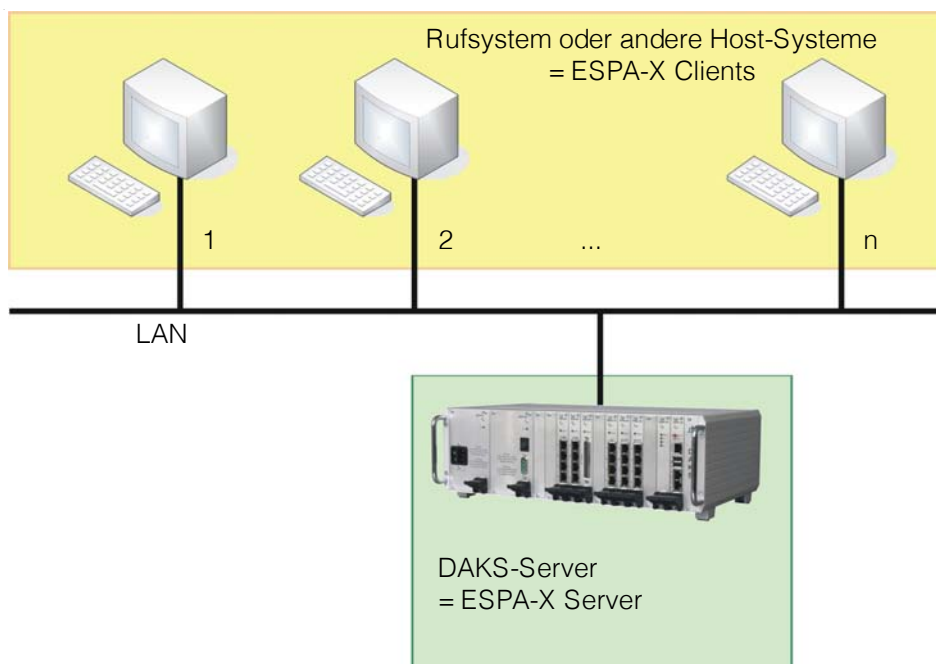 Rufsystem oder andere Host-Systeme
= ESPA-X Clients
1
2
...
n
LAN
DAKS-Server
= ESPA-X Server